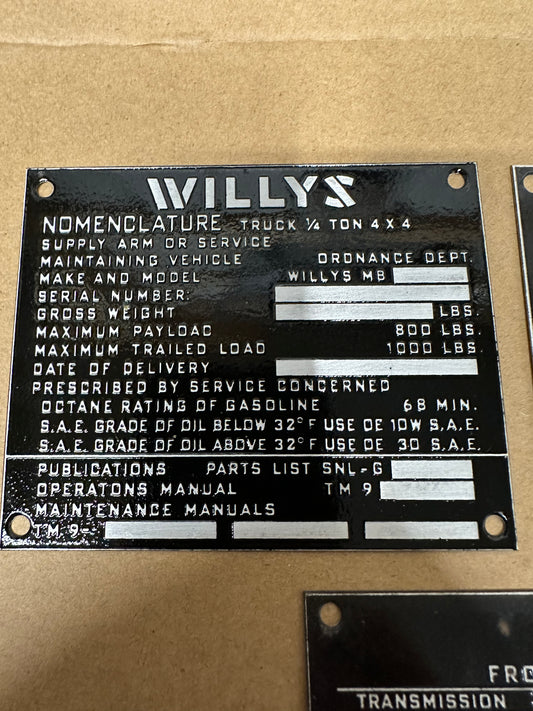 WILLYS
NOMENCLATURE TRUCK 1/4 TON 4 X 4
SUPPLY ARM OR SERVICE
MAINTAINING VEHICLE ORDNANCE DEPT.
MAKE AND MODEL WILLYS MB
SERIAL NUMBER:
GROSS WEIGHT LBS.
MAXIMUM PAYLOAD 800 LBS.
MAXIMUM TRAILED LOAD 1000 LBS.
DATE OF DELIVERY
PRESCRIBED BY SERVICE CONCERNED
OCTANE RATING OF GASOLINE 68 MIN.
S.A.E. GRADE OF OIL BELOW 32° F USE OE 10W S.A.E.
S.A.E. GRADE OF OIL ABOVE 32° F USE OE 30 S.A.E.
PUBLICATIONS PARTS LIST SNL-G
OPERATONS MANUAL TM 9
MAINTENANCE MANUALS
TM 9-
TRANSMISSION